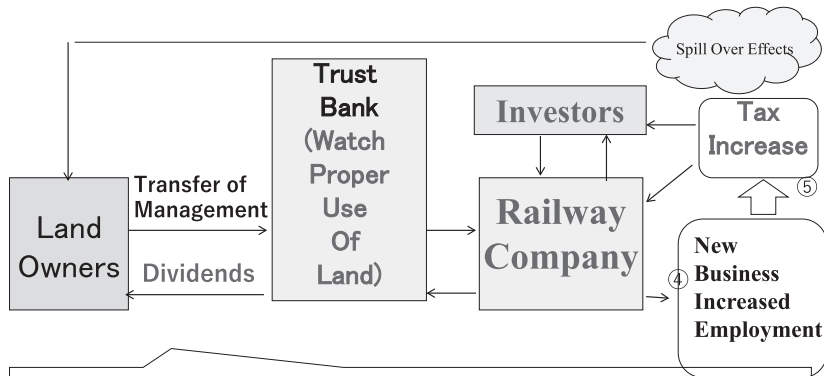 Spill Over Effects
Trust
Bank
(Watch
Proper
Use
Of
Land)
Investors
Tax
Increase
⑤
Transfer of
Management
Land
Owners
Dividends
Railway
Company
④
New
Business
Increased
Employment